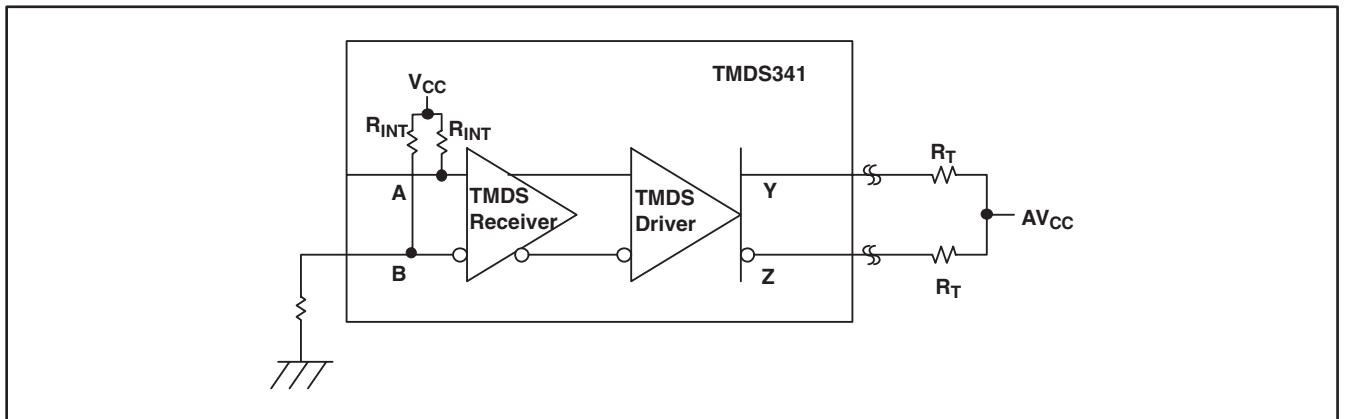 TMDS341
VCC
RINT RINT
RT
A
TMDS
Receiver
TMDS
Driver
Y
AVCC
B
Z
RT